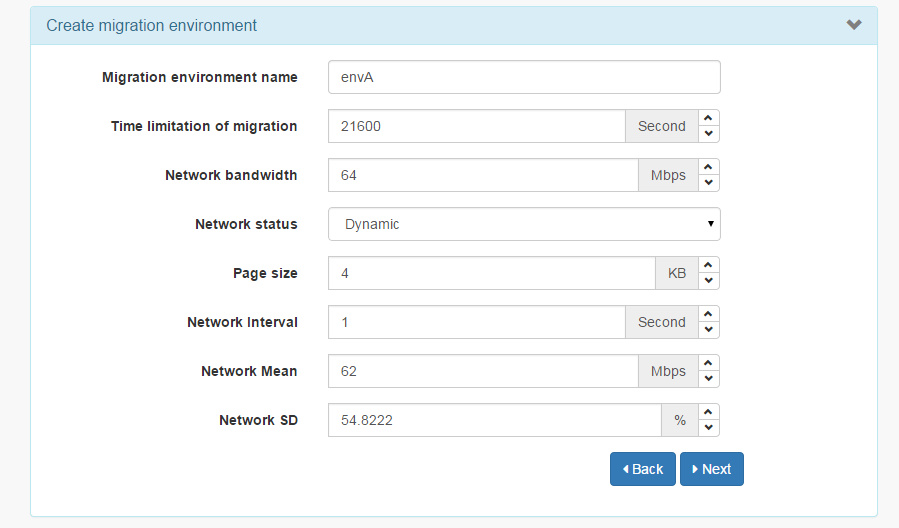 Create migration environment
Migration environment name envA
Time limitation of migration 21600 Second
Network bandwidth 64 Mbps
Network status Dynamic
Page size 4 KB
Network Interval 1 Second
Network Mean 62 Mbps
Network SD 54.8222 %
Back Next